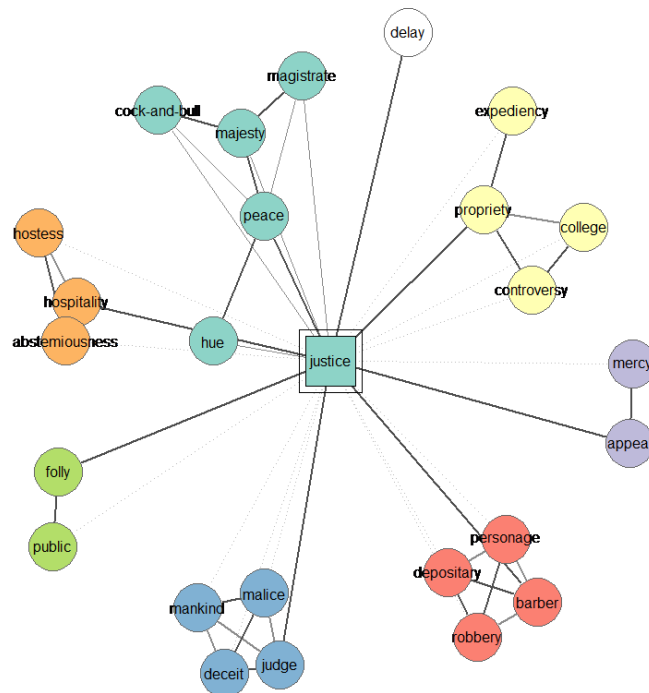 delay
magistrate
cock-and-bull
expediency
majesty
propriety
peace
college
hostess
controversy
hospitality
abstemiousness
hue
justice
mercy
appeal
folly
personage
public
depositary
malice
barber
mankind
robbery
judge
deceit